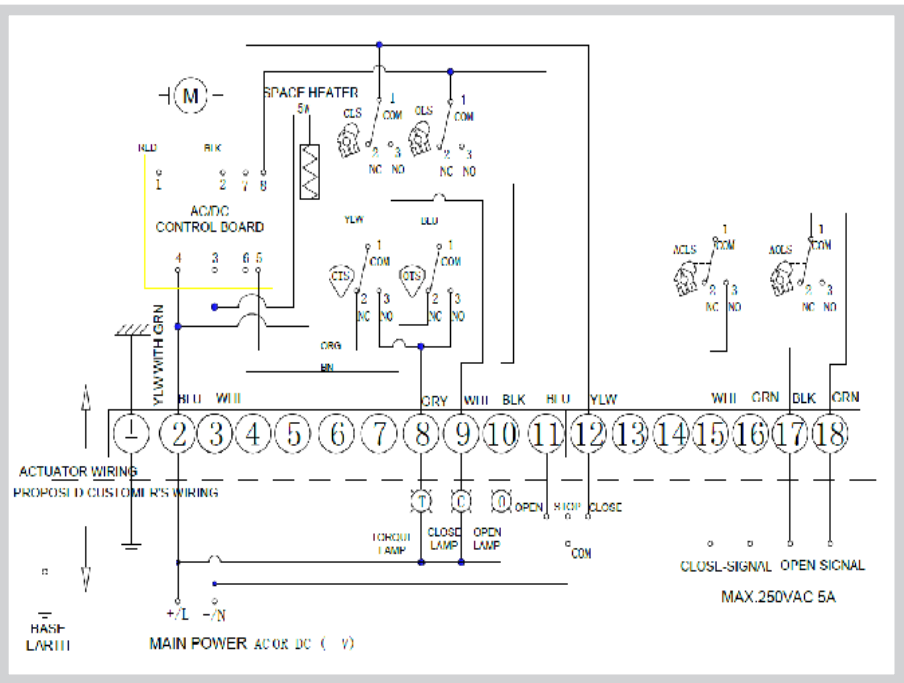 M
SPACE HEATER
5W
CLS
1
COM
2
3
NC
NO
OLS
1
COM
2
3
NC
NO
RED
BLK
1
2
7
8
AC/DC
CONTROL BOARD
4
3
6
5
YLW
BLU
CTS
1
COM
2
3
NC
NO
OTS
1
COM
2
3
NC
NO
ACLS
1
COM
2
3
NC
NO
AOLS
1
COM
2
3
NC
NO
YLW WITH GRN
ORG
BN
BLU WHI GRY WHI BLK BLU YLW WHI GRN BLK GRN
1 2 3 4 5 6 7 8 9 10 11 12 13 14 15 16 17 18
ACTUATOR WIRING
PROPOSED CUSTOMER'S WIRING
T
C
O
OPEN STOP CLOSE
TORQUE
LAMP
CLOSE
LAMP
OPEN
LAMP
COM
CLOSE-SIGNAL OPEN SIGNAL
MAX.250VAC 5A
+/L
-/N
BASE
EARTH
MAIN POWER AC OR DC ( V)